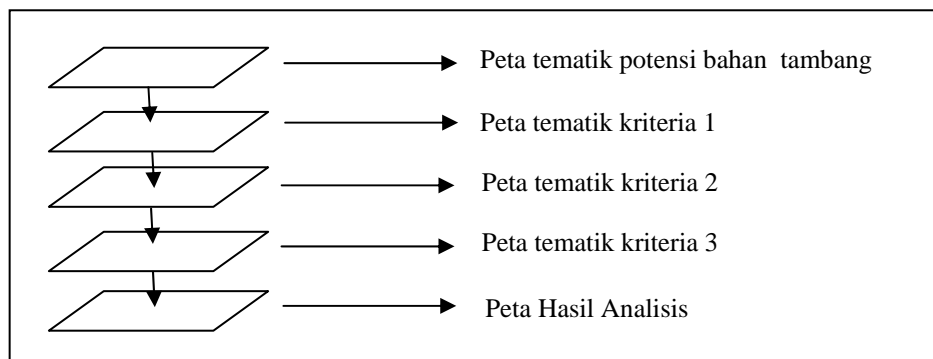 Peta tematik potensi bahan tambang
Peta tematik kriteria 1
Peta tematik kriteria 2
Peta tematik kriteria 3
Peta Hasil Analisis